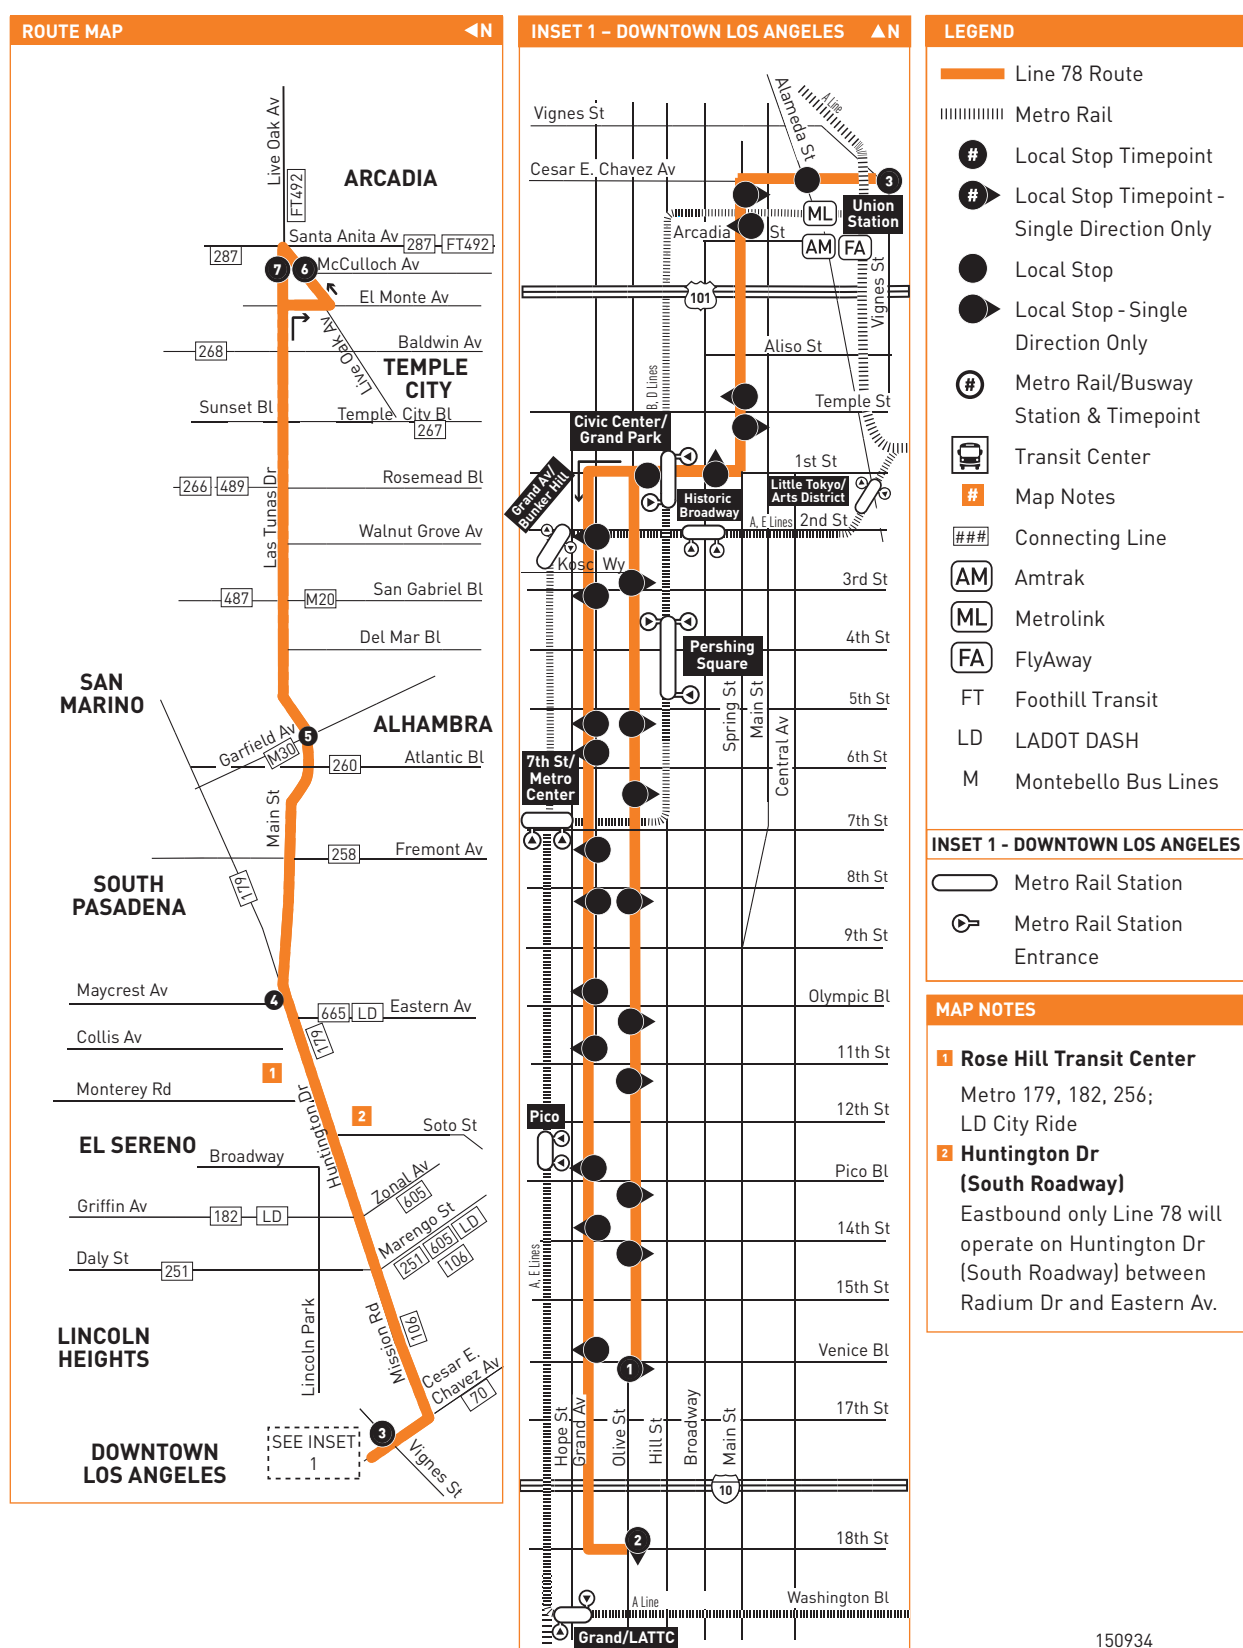 ROUTE MAP
N
Live Oak Av
FT492
ARCADIA
Santa Anita Av
287
FT492
287
7
6
McCulloch Av
El Monte Av
Live Oak Av
Baldwin Av
268
TEMPLE
CITY
Sunset Bl
Temple City Bl
267
Rosemead Bl
266
489
Las Tunas Dr
Walnut Grove Av
San Gabriel Bl
487
M20
Del Mar Bl
SAN
MARINO
ALHAMBRA
Garfield Av
M30
5
Atlantic Bl
260
Main St
Fremont Av
258
179
SOUTH
PASADENA
Maycrest Av
4
665
LD
Eastern Av
179
Collis Av
1
Monterey Rd
Huntington Dr
2
Soto St
EL SERENO
Broadway
Zonal Av
605
Griffin Av
182
LD
Marengo St
251
605
LD
106
Daly St
251
Lincoln Park
Mission Rd
106
LINCOLN
HEIGHTS
Cesar E.
Chavez Av
70
3
SEE INSET
1
Vignes St
DOWNTOWN
LOS ANGELES
INSET 1 – DOWNTOWN LOS ANGELES
N
A Line
Alameda St
Vignes St
Cesar E. Chavez Av
3
Union
Station
ML
Arcadia St
AM
FA
Vignes St
101
Aliso St
B, D Lines
Temple St
Civic Center/
Grand Park
1st St
Grand Av/
Bunker Hill
Historic
Broadway
Little Tokyo/
Arts District
A, E Lines
2nd St
Kosc. Wy
3rd St
4th St
Pershing
Square
5th St
Spring St
Main St
Central Av
6th St
7th St/
Metro
Center
7th St
8th St
9th St
Olympic Bl
11th St
12th St
Pico
Pico Bl
14th St
A, E Lines
15th St
Venice Bl
1
Hope St
Grand Av
Olive St
Hill St
Broadway
Main St
17th St
10
2
18th St
A Line
Washington Bl
Grand/LATTC
LEGEND
Line 78 Route
Metro Rail
# Local Stop Timepoint
# Local Stop Timepoint -
Single Direction Only
Local Stop
Local Stop - Single
Direction Only
# Metro Rail/Busway
Station & Timepoint
Transit Center
# Map Notes
### Connecting Line
AM Amtrak
ML Metrolink
FA FlyAway
FT Foothill Transit
LD LADOT DASH
M Montebello Bus Lines
INSET 1 - DOWNTOWN LOS ANGELES
Metro Rail Station
Metro Rail Station
Entrance
MAP NOTES
1 Rose Hill Transit Center
Metro 179, 182, 256;
LD City Ride
2 Huntington Dr
(South Roadway)
Eastbound only Line 78 will
operate on Huntington Dr
(South Roadway) between
Radium Dr and Eastern Av.
150934